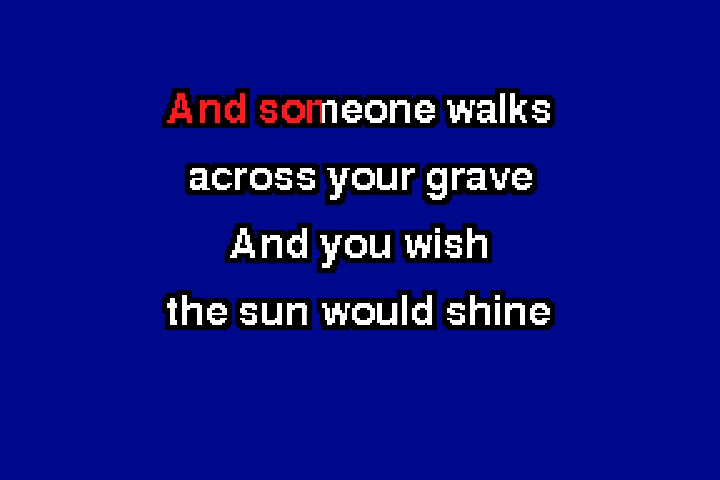 And someone walks
across your grave
And you wish
the sun would shine